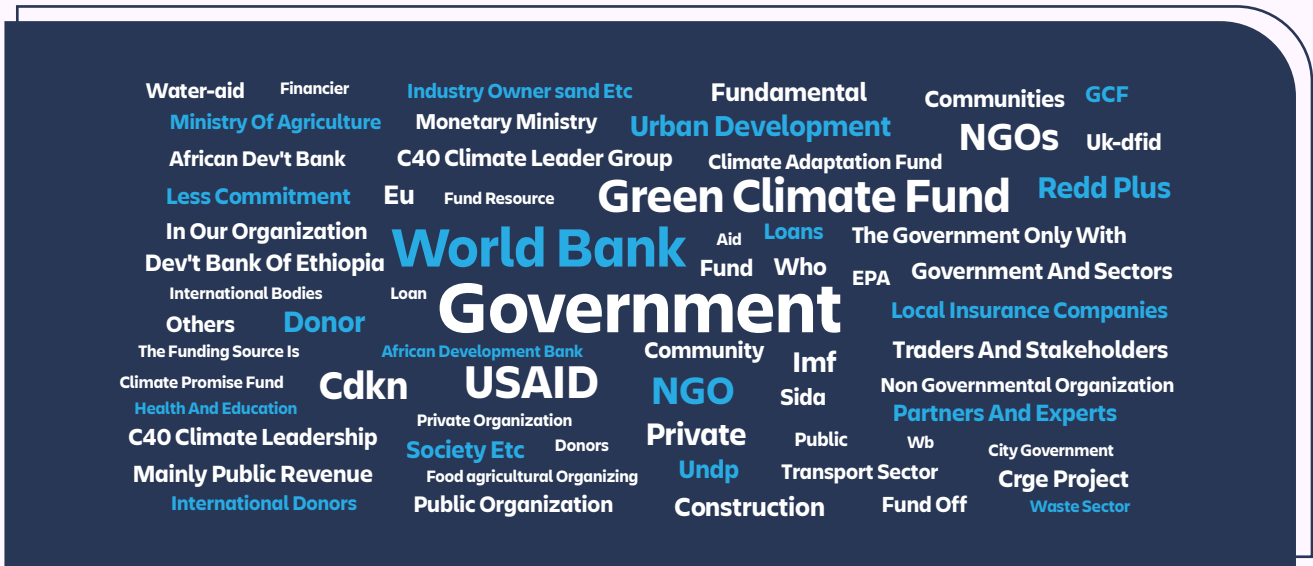 Water-aid Financier Industry Owner sand Etc Fundamental Communities GCF
Ministry Of Agriculture Monetary Ministry Urban Development NGOs Uk-dfid
African Dev't Bank C40 Climate Leader Group Climate Adaptation Fund
Less Commitment Eu Fund Resource Green Climate Fund Redd Plus
In Our Organization World Bank Aid Loans The Government Only With
Dev't Bank Of Ethiopia Fund Who EPA Government And Sectors
International Bodies Loan Government Local Insurance Companies
Others Donor
The Funding Source Is African Development Bank Community Imf Traders And Stakeholders
Climate Promise Fund Cdkn USAID NGO Sida Non Governmental Organization
Health And Education Private Organization Partners And Experts
C40 Climate Leadership Society Etc Donors Private Public Wb City Government
Mainly Public Revenue Food agricultural Organizing Undp Transport Sector Crge Project
International Donors Public Organization Construction Fund Off Waste Sector